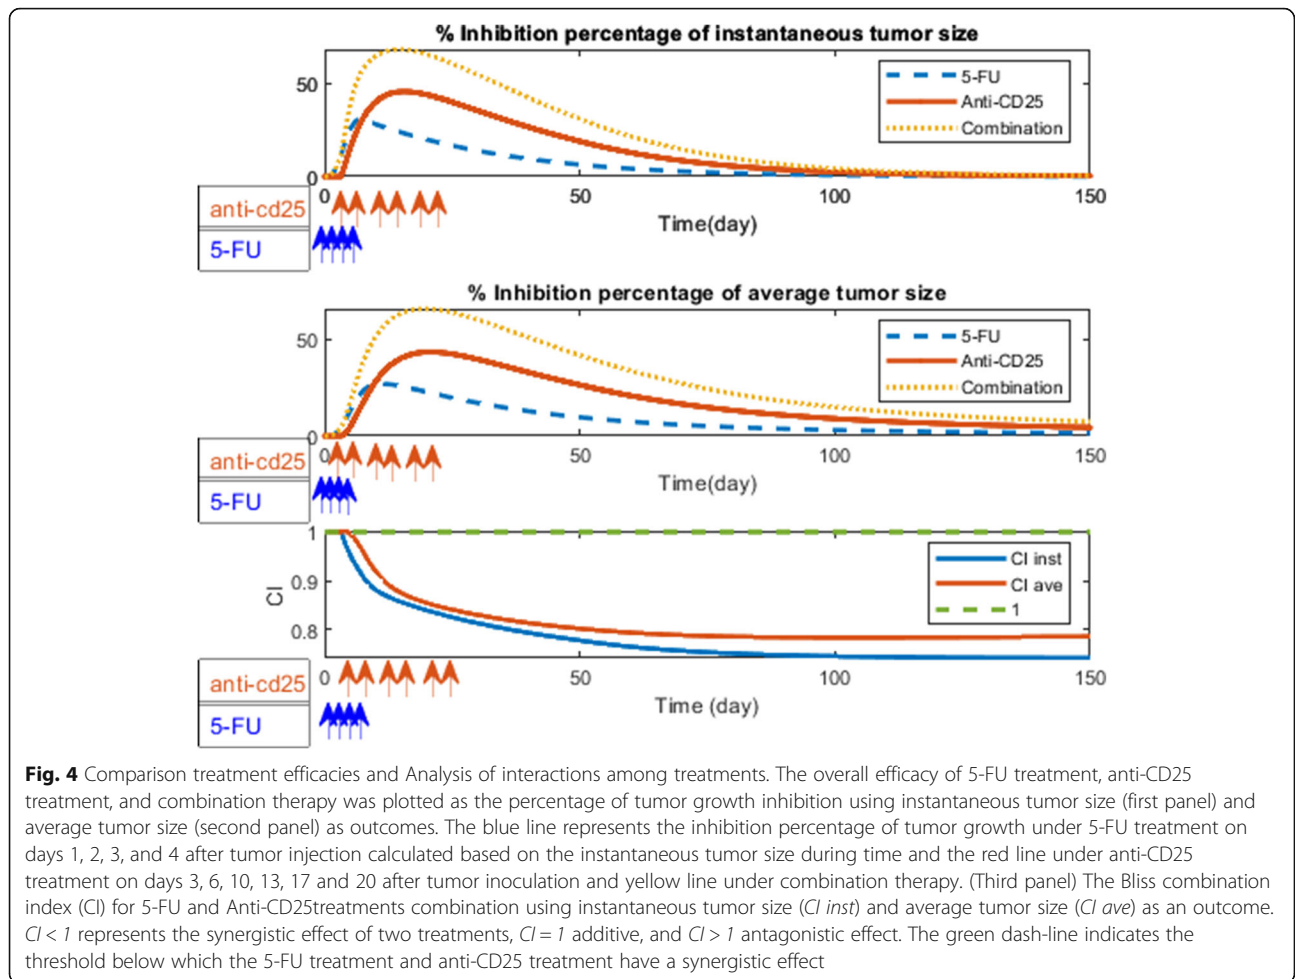 % Inhibition percentage of instantaneous tumor size
5-FU
Anti-CD25
Combination
50
0
0
50
100
150
Time(day)
anti-cd25
5-FU
% Inhibition percentage of average tumor size
5-FU
Anti-CD25
Combination
50
0
0
50
100
150
Time(day)
anti-cd25
5-FU
1
0.9
0.8
CI
CI inst
CI ave
1
0
50
100
150
Time (day)
anti-cd25
5-FU
Fig. 4 Comparison treatment efficacies and Analysis of interactions among treatments. The overall efficacy of 5-FU treatment, anti-CD25
treatment, and combination therapy was plotted as the percentage of tumor growth inhibition using instantaneous tumor size (first panel) and
average tumor size (second panel) as outcomes. The blue line represents the inhibition percentage of tumor growth under 5-FU treatment on
days 1, 2, 3, and 4 after tumor injection calculated based on the instantaneous tumor size during time and the red line under anti-CD25
treatment on days 3, 6, 10, 13, 17 and 20 after tumor inoculation and yellow line under combination therapy. (Third panel) The Bliss combination
index (CI) for 5-FU and Anti-CD25treatments combination using instantaneous tumor size (CI inst) and average tumor size (CI ave) as an outcome.
CI < 1 represents the synergistic effect of two treatments, CI = 1 additive, and CI > 1 antagonistic effect. The green dash-line indicates the
threshold below which the 5-FU treatment and anti-CD25 treatment have a synergistic effect